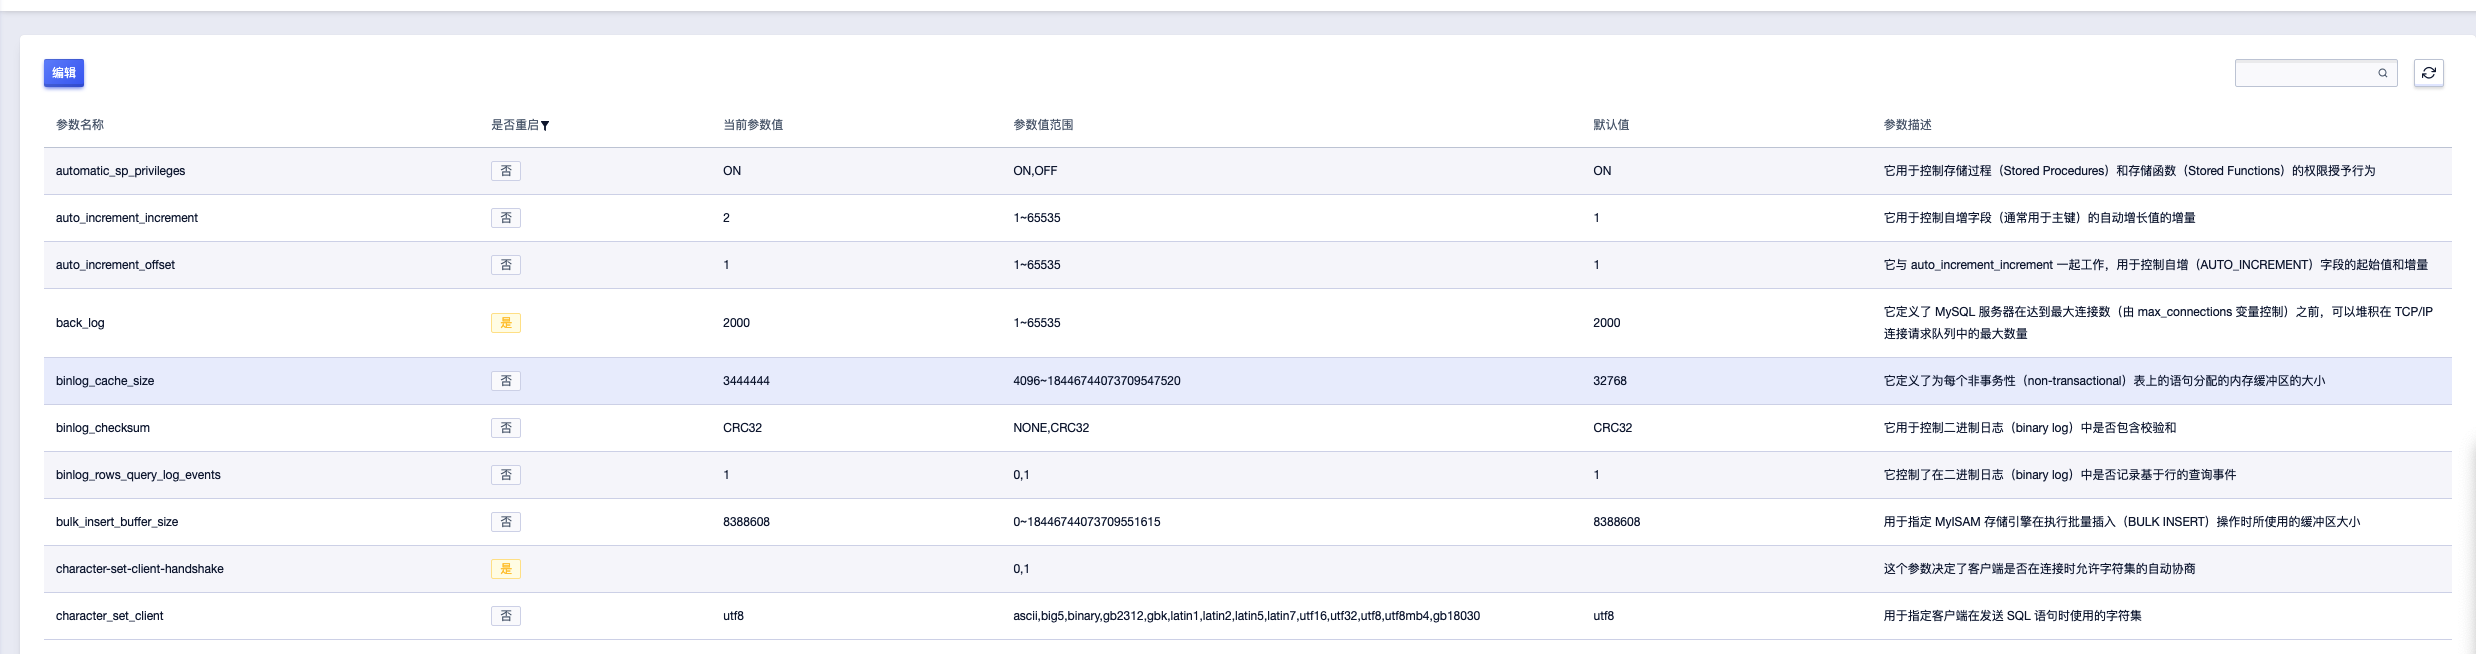 编辑
参数名称 是否重启 当前参数值 参数值范围 默认值 参数描述
automatic_sp_privileges 否 ON ON,OFF ON 它用于控制存储过程（Stored Procedures）和存储函数（Stored Functions）的权限授予行为
auto_increment_increment 否 2 1~65535 1 它用于控制自增字段（通常用于主键）的自动增长值的增量
auto_increment_offset 否 1 1~65535 1 它与 auto_increment_increment 一起工作，用于控制自增（AUTO_INCREMENT）字段的起始值和增量
back_log 是 2000 1~65535 2000 它定义了 MySQL 服务器在达到最大连接数（由 max_connections 变量控制）之前，可以堆积在 TCP/IP
连接请求队列中的最大数量
binlog_cache_size 否 3444444 4096~18446744073709547520 32768 它定义了为每个非事务性（non-transactional）表上的语句分配的内存缓冲区的大小
binlog_checksum 否 CRC32 NONE,CRC32 CRC32 它用于控制二进制日志（binary log）中是否包含校验和
binlog_rows_query_log_events 否 1 0,1 1 它控制了在二进制日志（binary log）中是否记录基于行的查询事件
bulk_insert_buffer_size 否 8388608 0~18446744073709551615 8388608 用于指定 MyISAM 存储引擎在执行批量插入（BULK INSERT）操作时所使用的缓冲区大小
character-set-client-handshake 是 0,1 这个参数决定了客户端是否在连接时允许字符集的自动协商
character_set_client 否 utf8 ascii,big5,binary,gb2312,gbk,latin1,latin2,latin5,latin7,utf16,utf32,utf8,utf8mb4,gb18030 utf8 用于指定客户端在发送 SQL 语句时使用的字符集